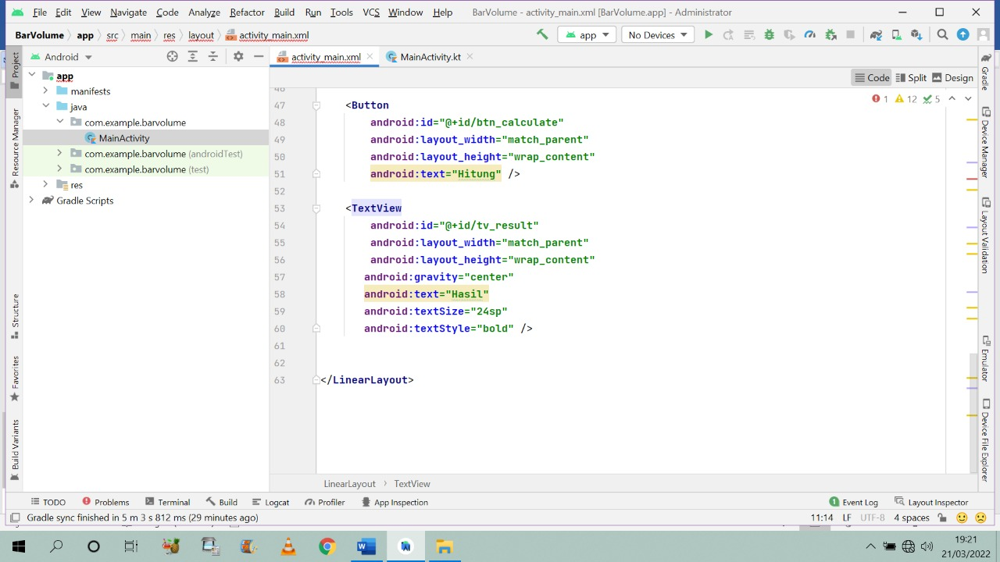 File Edit View Navigate Code Analyze Refactor Build Run Tools VCS Window Help BarVolume - activity_main.xml [BarVolume.app] - Administrator
BarVolume app src main res layout activity_main.xml app No Devices
Project
Android
activity_main.xml MainActivity.kt
Code Split Design
app
manifests
java
com.example.barvolume
MainActivity
com.example.barvolume (androidTest)
com.example.barvolume (test)
res
Gradle Scripts
Resource Manager
Structure
Favorites
Build Variants
1 12 5
46
47 <Button
48 android:id="@+id/btn_calculate"
49 android:layout_width="match_parent"
50 android:layout_height="wrap_content"
51 android:text="Hitung" />
52
53 <TextView
54 android:id="@+id/tv_result"
55 android:layout_width="match_parent"
56 android:layout_height="wrap_content"
57 android:gravity="center"
58 android:text="Hasil"
59 android:textSize="24sp"
60 android:textStyle="bold" />
61
62
63 </LinearLayout>
Gradle
Device Manager
Layout Validation
Emulator
Device File Explorer
LinearLayout TextView
TODO Problems Terminal Build Logcat Profiler App Inspection 1 Event Log Layout Inspector
Gradle sync finished in 5 m 3 s 812 ms (29 minutes ago) 11:14 LF UTF-8 4 spaces
19:21
21/03/2022